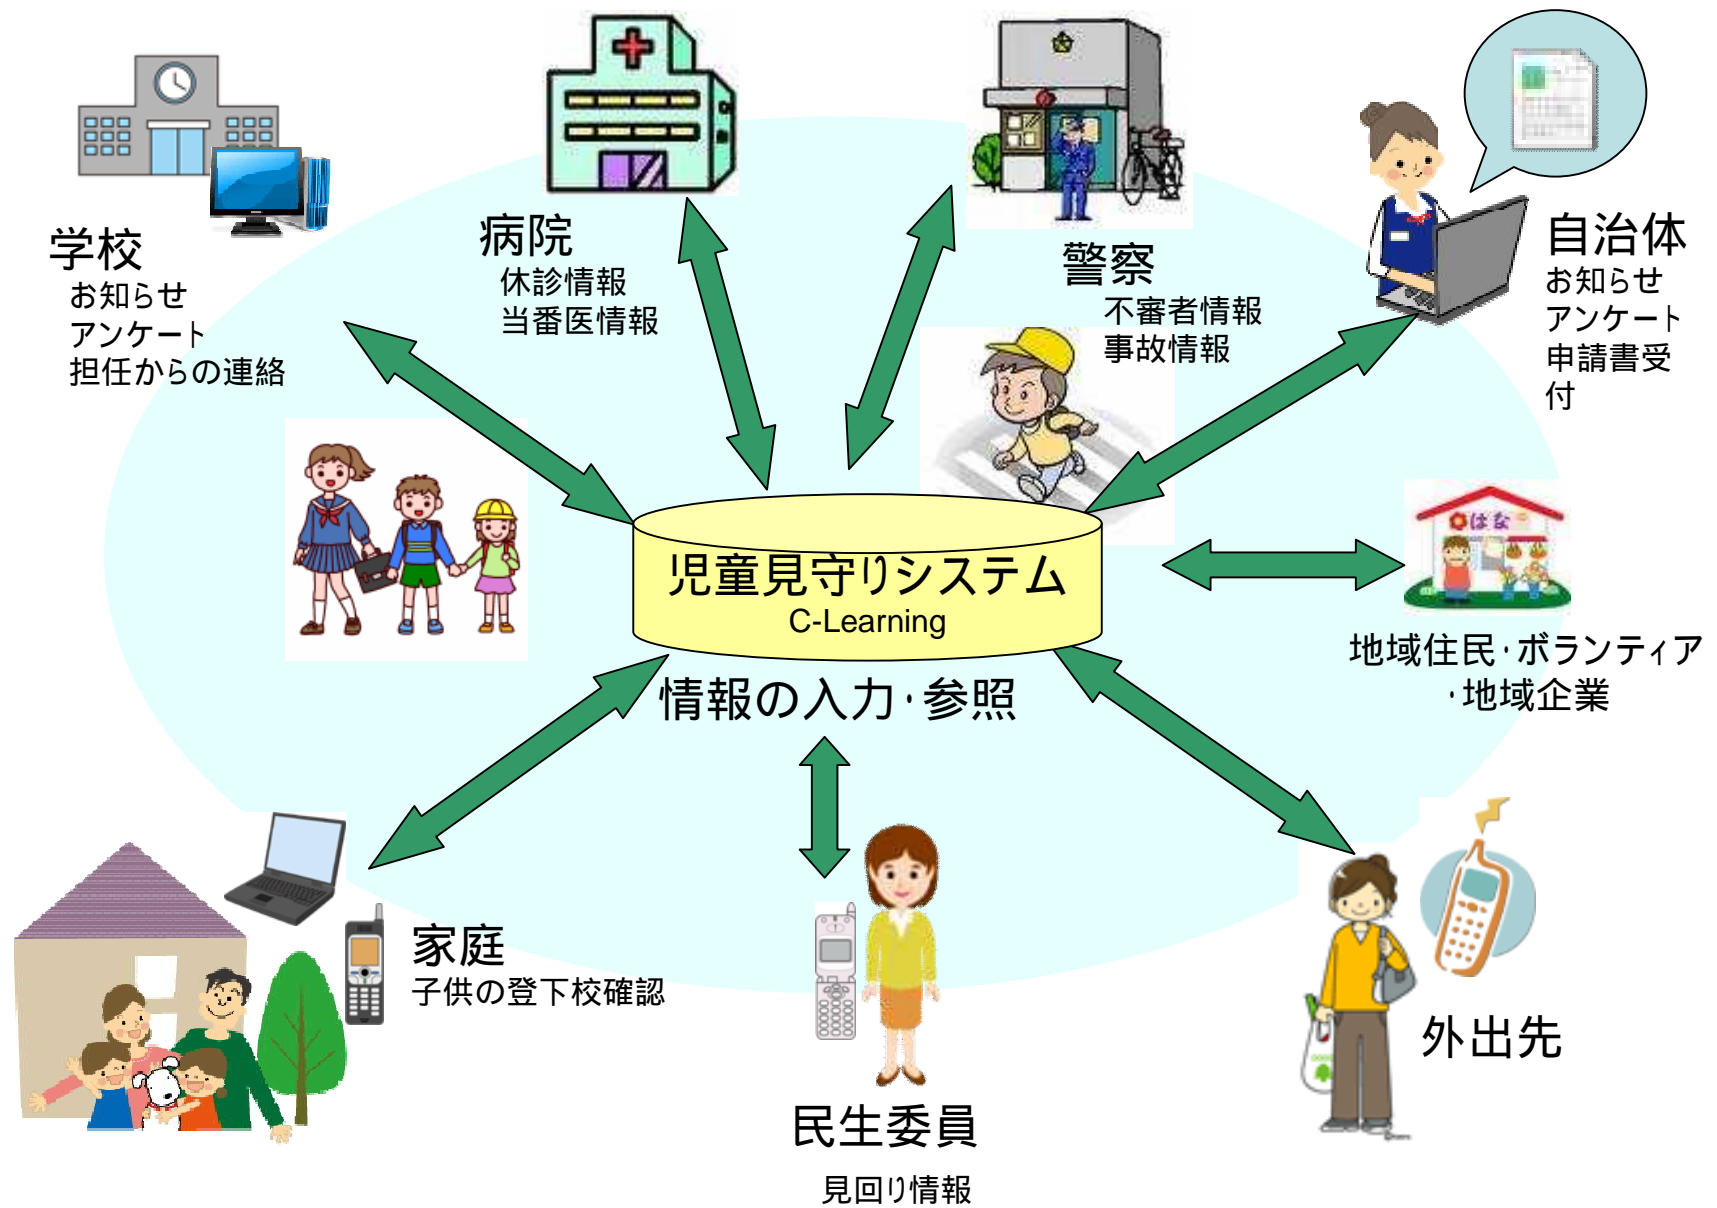 学校
お知らせ
アンケート
担任からの連絡
病院
休診情報
当番医情報
警察
不審者情報
事故情報
自治体
お知らせ
アンケート
申請書受
付
はな
児童見守りシステム
C-Learning
情報の入力・参照
地域住民・ボランティア
・地域企業
家庭
子供の登下校確認
民生委員
見回り情報
外出先